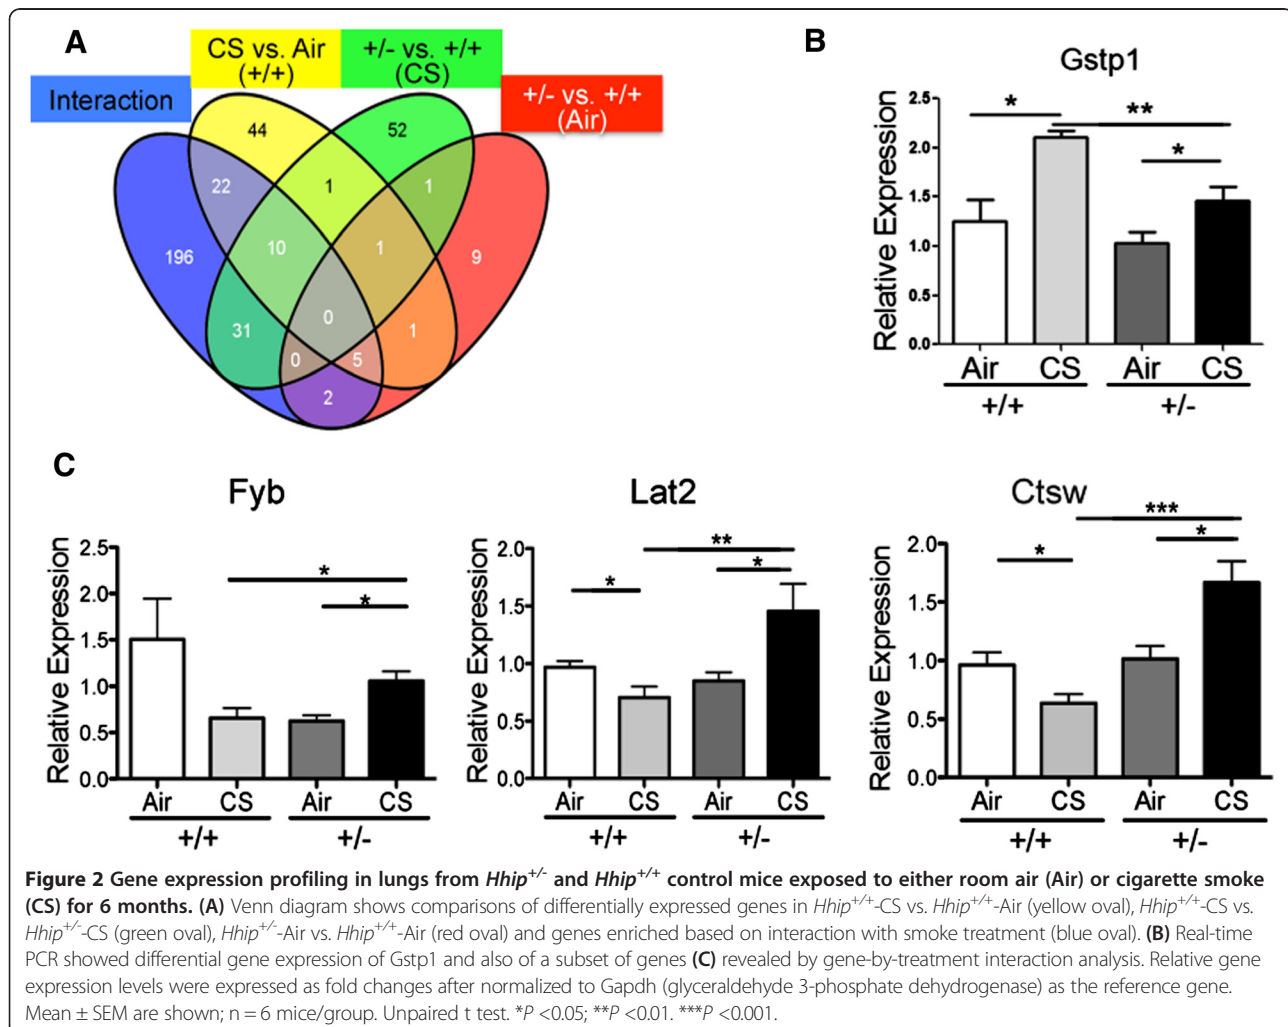 A
CS vs. Air
(+/+)
+/- vs. +/+
(CS)
Interaction
+/- vs. +/+
(Air)
44
52
22
1
1
196
10
1
9
31
0
1
0
5
2
B
Gstp1
Relative Expression
2.5
2.0
1.5
1.0
0.5
0.0
*
**
*
Air CS Air CS
+/+ +/-
C
Fyb
Relative Expression
2.5
2.0
1.5
1.0
0.5
0.0
*
*
Air CS Air CS
+/+ +/-
Lat2
Relative Expression
2.0
1.5
1.0
0.5
0.0
**
*
*
Air CS Air CS
+/+ +/-
Ctsw
Relative Expression
2.0
1.5
1.0
0.5
0.0
***
*
*
Air CS Air CS
+/+ +/-
Figure 2 Gene expression profiling in lungs from Hhip+/- and Hhip+/+ control mice exposed to either room air (Air) or cigarette smoke
(CS) for 6 months. (A) Venn diagram shows comparisons of differentially expressed genes in Hhip+/+-CS vs. Hhip+/+-Air (yellow oval), Hhip+/+-CS vs.
Hhip+/-CS (green oval), Hhip+/-Air vs. Hhip+/+-Air (red oval) and genes enriched based on interaction with smoke treatment (blue oval). (B) Real-time
PCR showed differential gene expression of Gstp1 and also of a subset of genes (C) revealed by gene-by-treatment interaction analysis. Relative gene
expression levels were expressed as fold changes after normalized to Gapdh (glyceraldehyde 3-phosphate dehydrogenase) as the reference gene.
Mean ± SEM are shown; n = 6 mice/group. Unpaired t test. *P <0.05; **P <0.01. ***P <0.001.